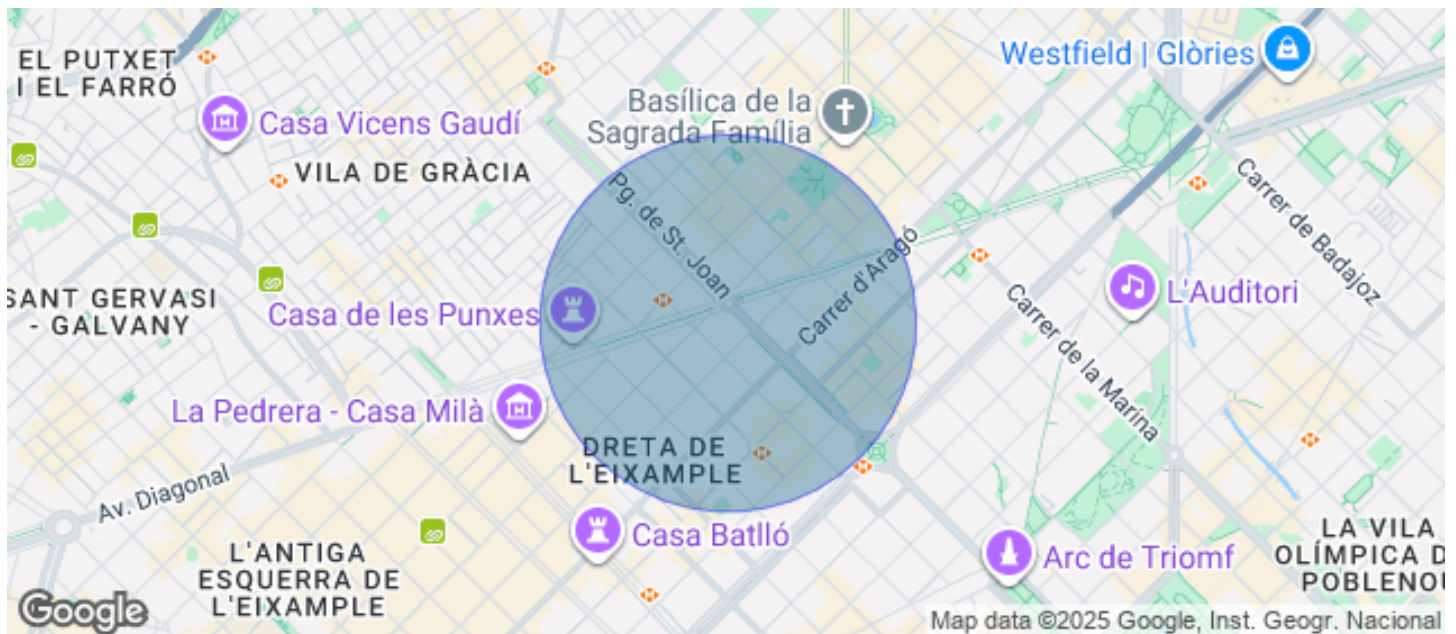 EL PUTXET
I EL FARRÓ
Westfield | Glòries
Basílica de la
Sagrada Família
Casa Vicens Gaudí
VILA DE GRÀCIA
Pg. de St. Joan
Carrer de Badajoz
Carrer d'Aragó
SANT GERVASI
- GALVANY
Casa de les Punxes
L'Auditori
Carrer de la Marina
La Pedrera - Casa Milà
DRETA DE
L'EIXAMPLE
Av. Diagonal
Casa Batlló
L'ANTIGA
ESQUERRA DE
L'EIXAMPLE
Arc de Triomf
LA VILA
OLÍMPICA D
POBLENOU
Google
Map data ©2025 Google, Inst. Geogr. Nacional